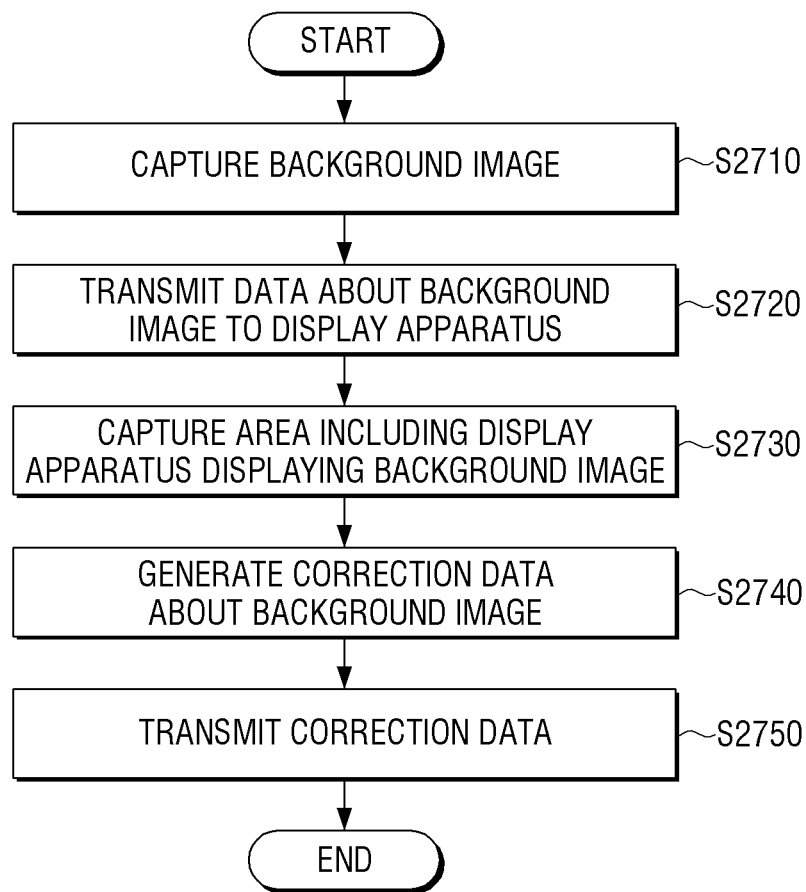 START
CAPTURE BACKGROUND IMAGE
S2710
TRANSMIT DATA ABOUT BACKGROUND
IMAGE TO DISPLAY APPARATUS
S2720
CAPTURE AREA INCLUDING DISPLAY
APPARATUS DISPLAYING BACKGROUND IMAGE
S2730
GENERATE CORRECTION DATA
ABOUT BACKGROUND IMAGE
S2740
TRANSMIT CORRECTION DATA
S2750
END